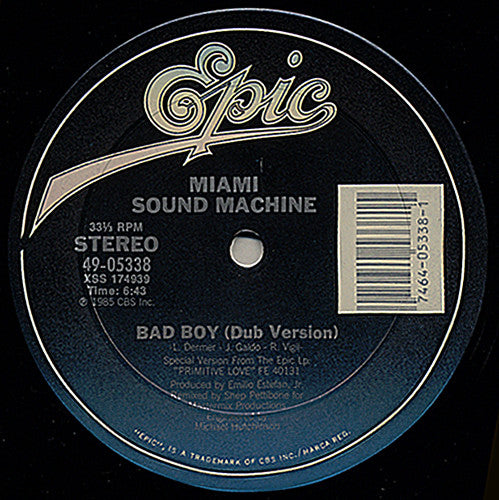 Epic
MIAMI
SOUND MACHINE
33⅓ RPM
STEREO
49-05338
XSS 174939
Time: 6:43
℗ 1985 CBS Inc.
7464-05338-1
BAD BOY (Dub Version)
L. Dermer - J. Galdo - R. Vigil
Special Version From The Epic Lp:
"PRIMITIVE LOVE" FE 40131
Produced by Emilio Estefan, Jr.
Remixed by Shep Pettibone for
Mastermix Productions
Michael Hutchinson
"EPIC", IS A TRADEMARK OF CBS INC./MARCA REG.